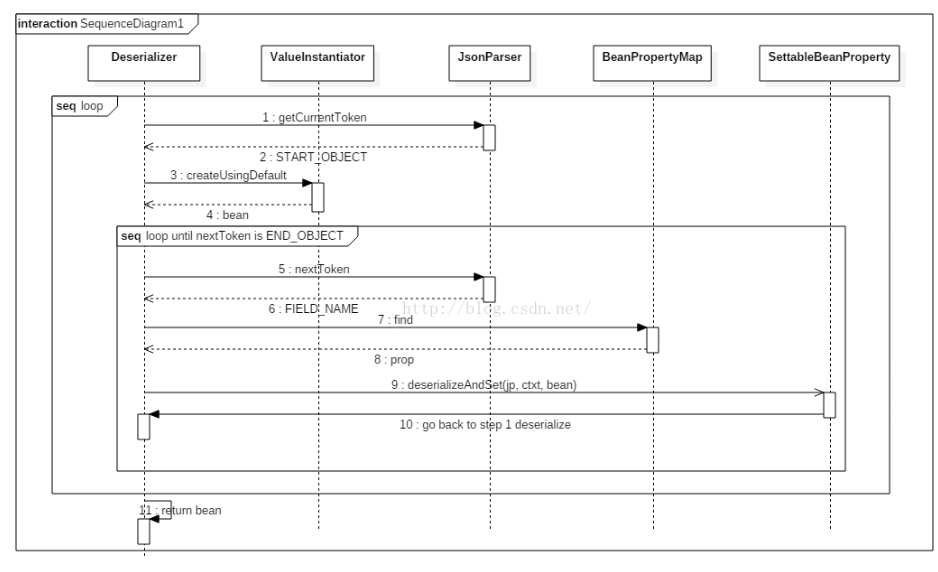 interaction SequenceDiagram1
Deserializer
ValueInstantiator
JsonParser
BeanPropertyMap
SettableBeanProperty
seq loop
1 : getCurrentToken
2 : START_OBJECT
3 : createUsingDefault
4 : bean
seq loop until nextToken is END_OBJECT
5 : nextToken
6 : FIELD_NAME
http://blog.csdn.net/
7 : find
8 : prop
9 : deserializeAndSet(jp, ctxt, bean)
10 : go back to step 1 deserialize
11 : return bean